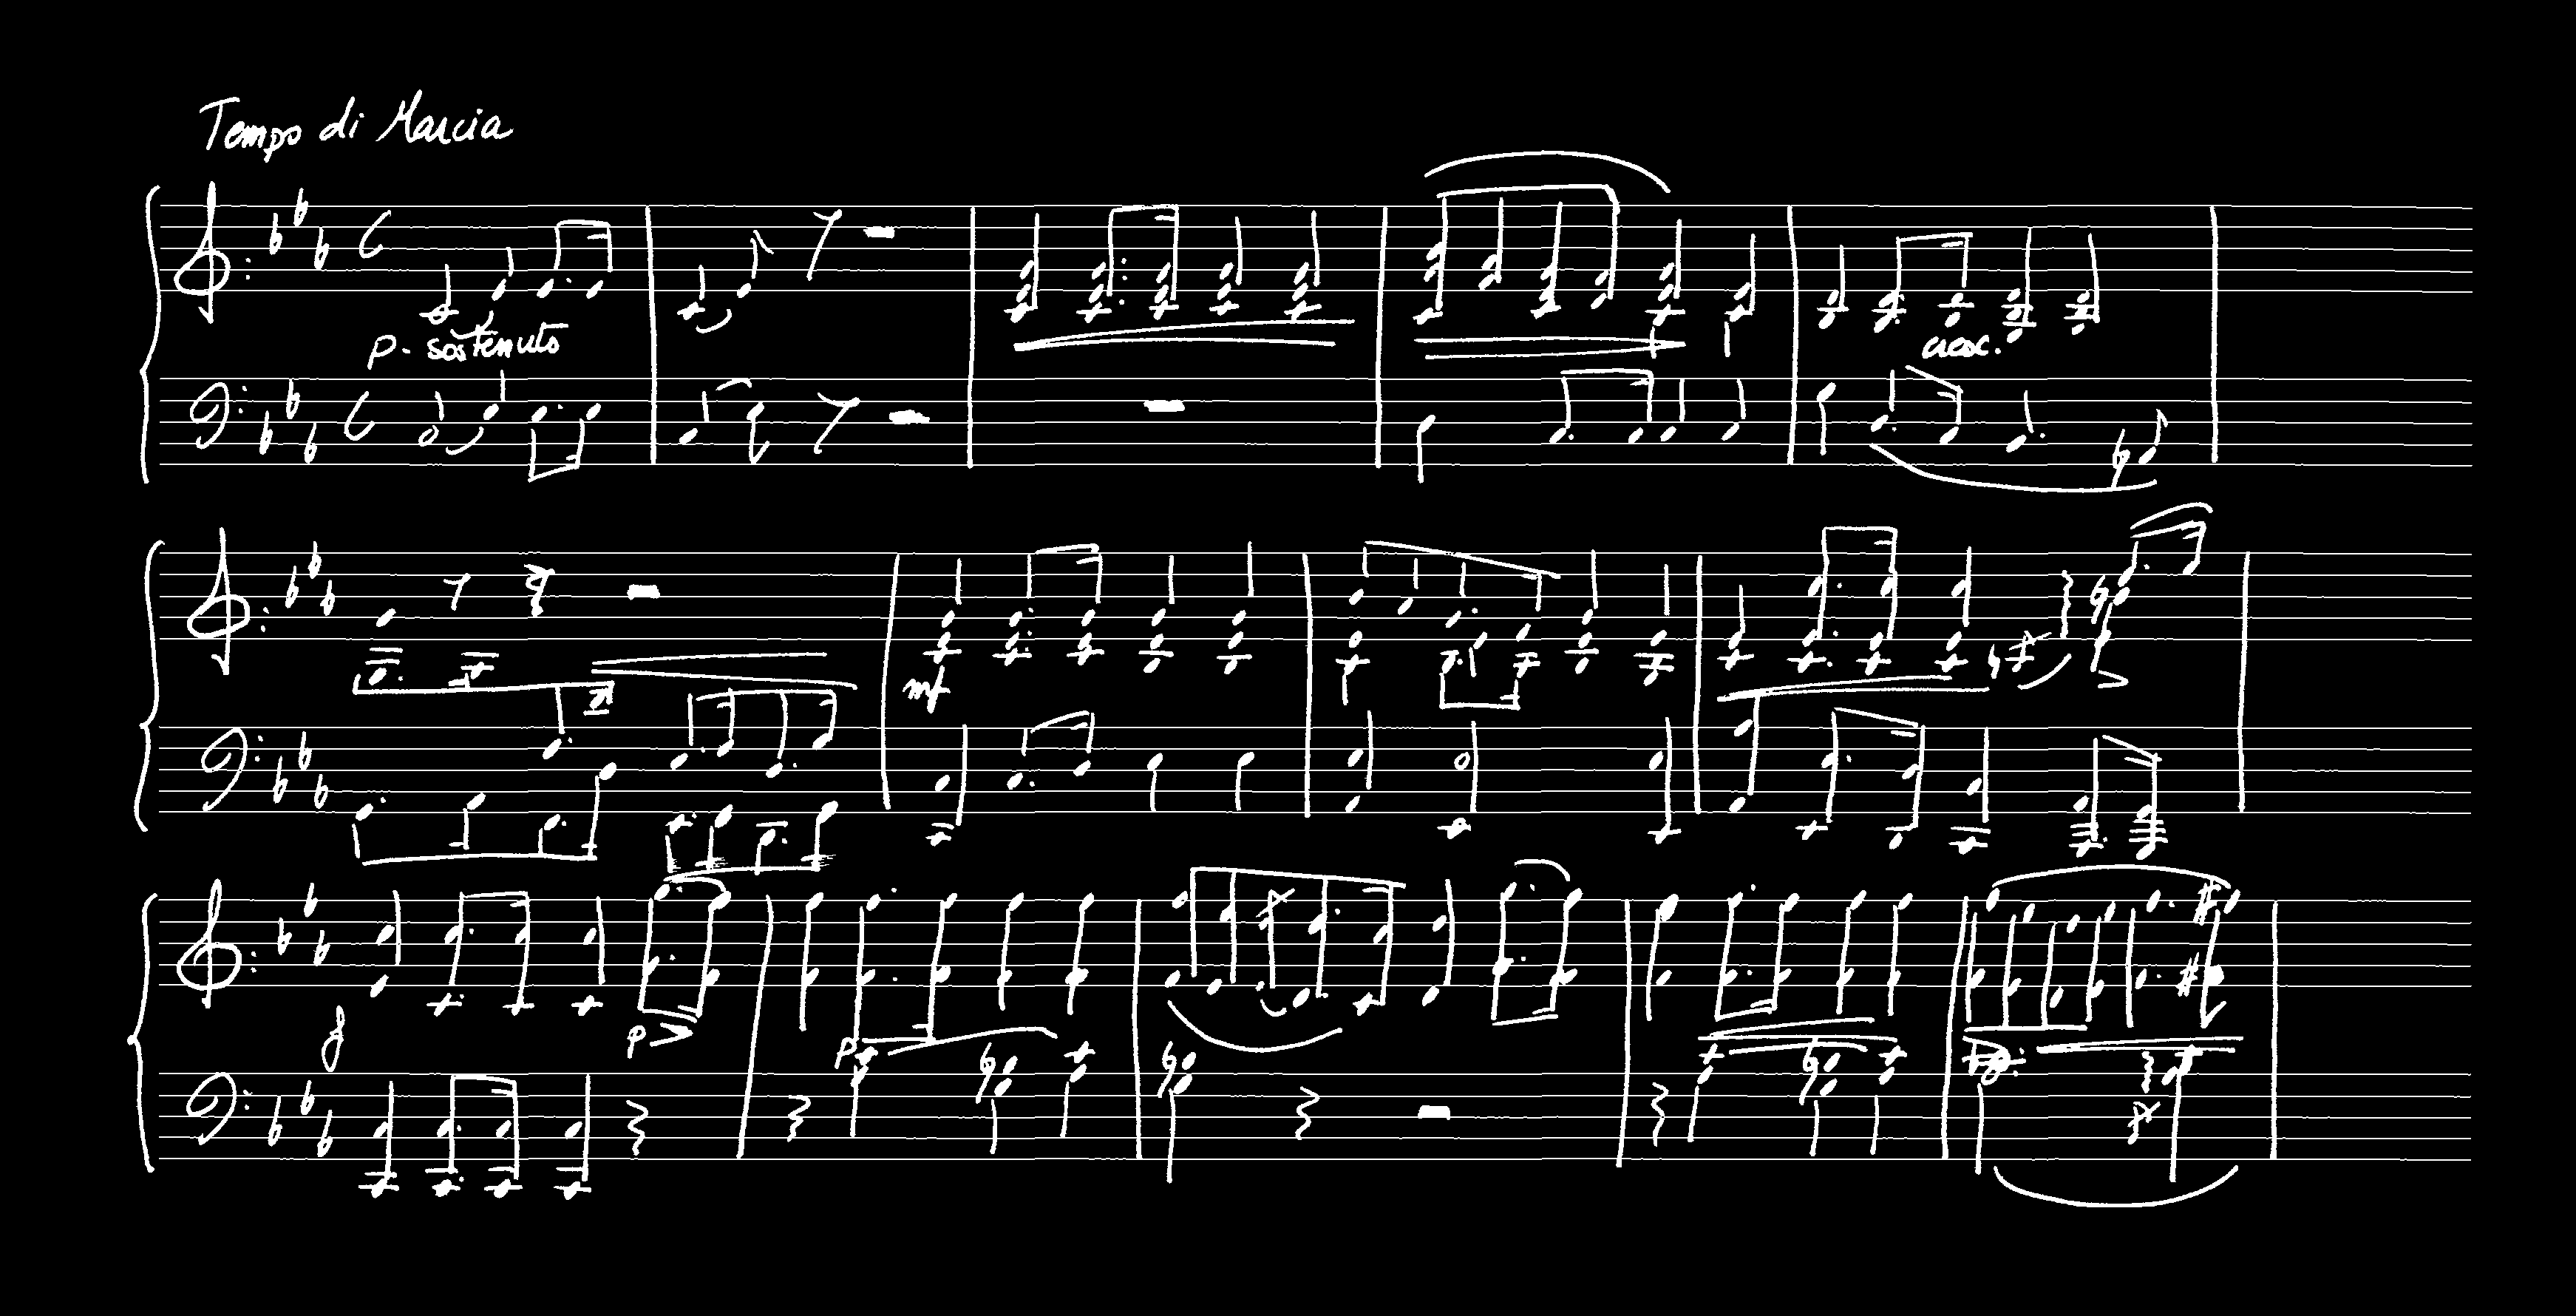 Tempo di Marcia
p - sostenuto
cresc.
mf
f
p
p